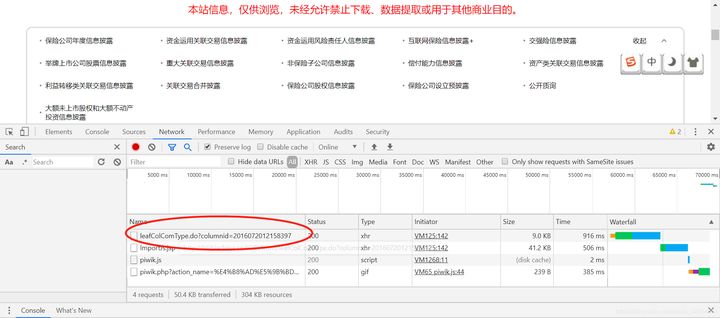 本站信息，仅供浏览，未经允许禁止下载、数据提取或用于其他商业目的。
保险公司年度信息披露 资金运用关联交易信息披露 资金运用风险责任人信息披露 互联网保险信息披露+ 交强险信息披露 收起
举牌上市公司股票信息披露 重大关联交易信息披露 非保险子公司信息披露 偿付能力信息披露 资产类关联交易信息披露
中
利益转移类关联交易信息披露 关联交易合并披露 保险公司股权信息披露 保险公司设立预披露 公开质询
大额未上市股权和大额不动产
投资信息披露
Elements Console Sources Network Performance Memory Application Audits Security 2
Search Preserve log Disable cache Online
Aa .* Search Filter Hide data URLs All XHR JS CSS Img Media Font Doc WS Manifest Other Only show requests with SameSite issues
5000 ms 10000 ms 15000 ms 20000 ms 25000 ms 30000 ms 35000 ms 40000 ms 45000 ms 50000 ms 55000 ms 60000 ms 65000 ms 70000 ms
Name Status Type Initiator Size Time Waterfall
leafColComType.do?columnid=2016072012158397 200 xhr VM125:142 9.0 KB 916 ms
200 xhr VM125:142 41.2 KB 506 ms
piwik.js 200 script VM1268:11 (disk cache) 2 ms
piwik.php?action_name=%E4%B8%AD%E5%9B%BD... 200 gif VM65 piwik.js:44 239 B 385 ms
4 requests 50.4 KB transferred 304 KB resources
Console What's New